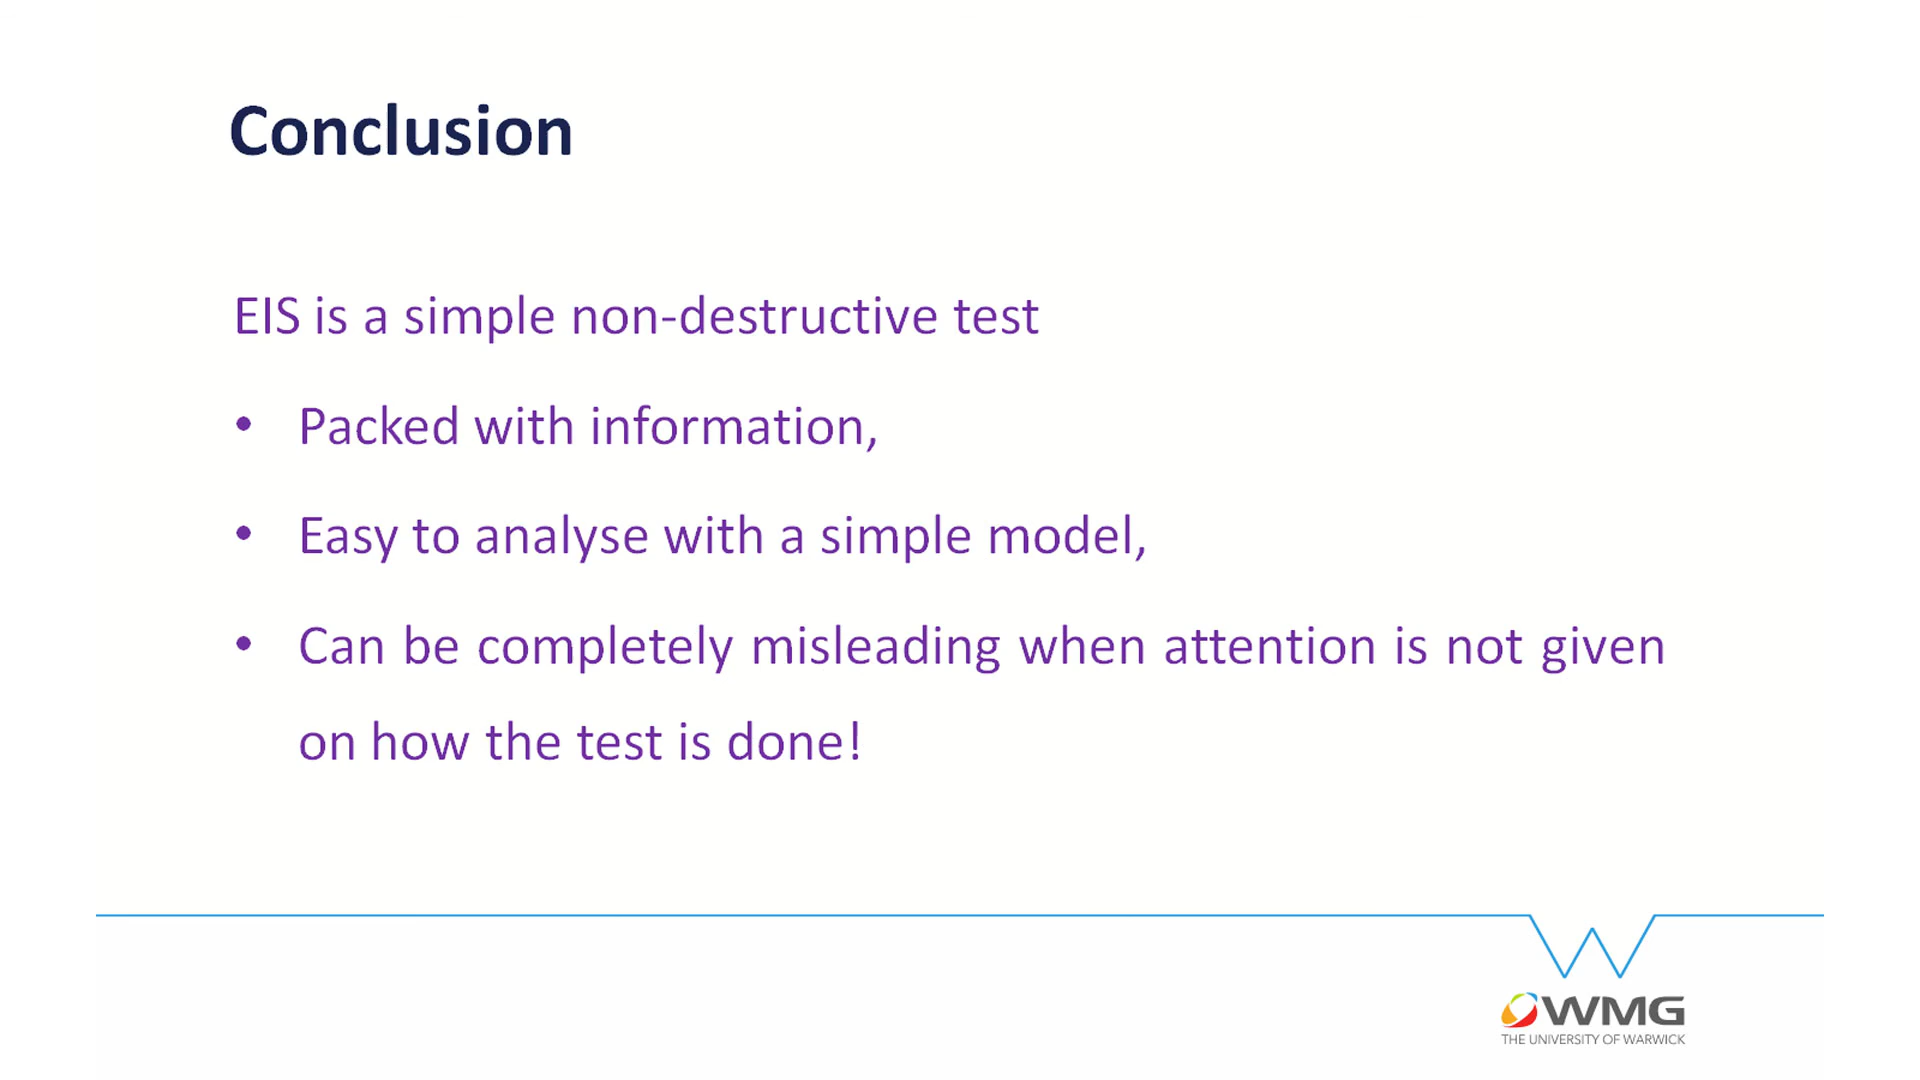 Conclusion
EIS is a simple non-destructive test
• Packed with information,
• Easy to analyse with a simple model,
• Can be completely misleading when attention is not given
on how the test is done!
WMG
THE UNIVERSITY OF WARWICK